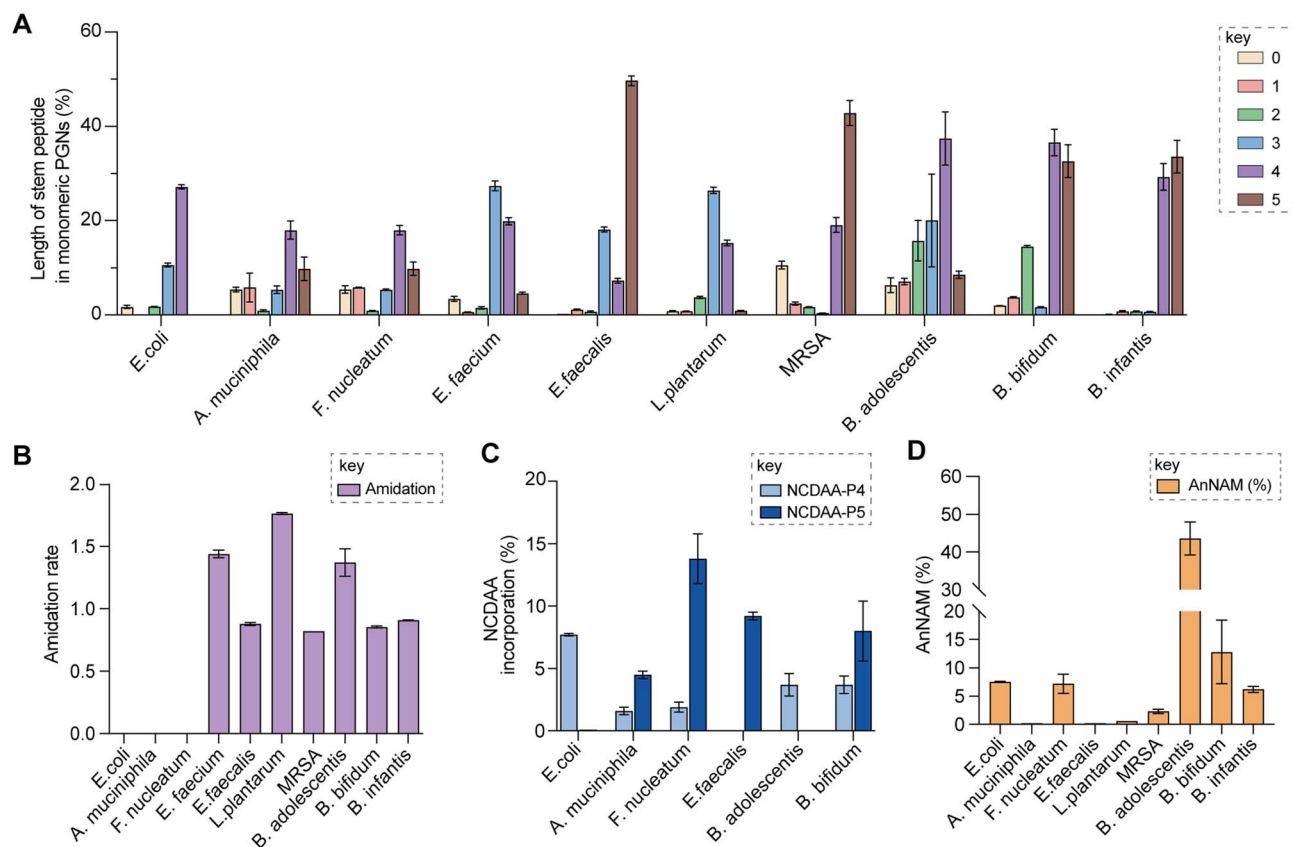 A
Length of stem peptide
in monomeric PGNs (%)
60
40
20
0
key
0
1
2
3
4
5
E.coli
A. muciniphila
F. nucleatum
E. faecium
E.faecalis
L.plantarum
MRSA
B. adolescentis
B. bifidum
B. infantis
B
key
Amidation
Amidation rate
2.0
1.5
1.0
0.5
0.0
E.coli
A. muciniphila
F. nucleatum
E. faecium
E.faecalis
L.plantarum
MRSA
B. adolescentis
B. bifidum
B. infantis
C
key
NCDAA-P4
NCDAA-P5
NCDAA
incorporation (%)
20
15
10
5
0
E.coli
A. muciniphila
F. nucleatum
E.faecalis
B. adolescentis
B. bifidum
D
key
AnNAM (%)
AnNAM (%)
60
50
40
30
20
15
10
5
0
E.coli
A. muciniphila
F. nucleatum
E.faecalis
L.plantarum
MRSA
B. adolescentis
B. bifidum
B. infantis